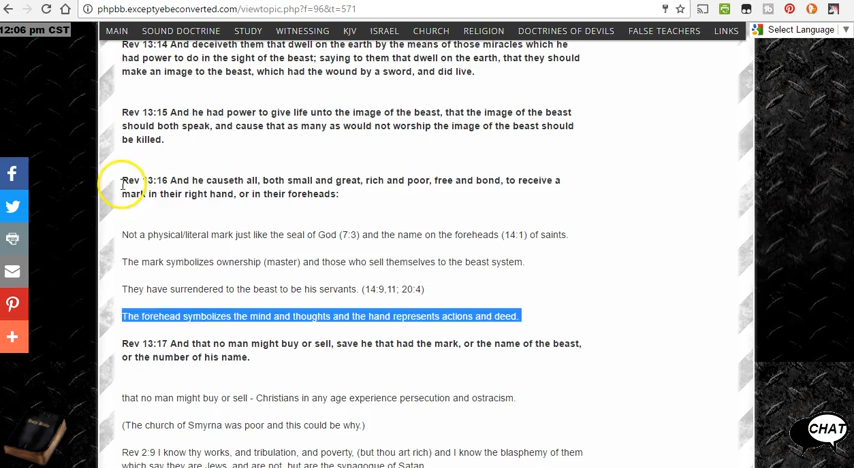 phpbb.exceptyebeconverted.com/viewtopic.php?f=96&t=571
12:06 pm CST
MAIN SOUND DOCTRINE STUDY WITNESSING KJV ISRAEL CHURCH RELIGION DOCTRINES OF DEVILS FALSE TEACHERS LINKS
Select Language
Rev 13:14 And deceiveth them that dwell on the earth by the means of those miracles which he
had power to do in the sight of the beast; saying to them that dwell on the earth, that they should
make an image to the beast, which had the wound by a sword, and did live.
Rev 13:15 And he had power to give life unto the image of the beast, that the image of the beast
should both speak, and cause that as many as would not worship the image of the beast should
be killed.
Rev 13:16 And he causeth all, both small and great, rich and poor, free and bond, to receive a
mark in their right hand, or in their foreheads:
Not a physical/literal mark just like the seal of God (7:3) and the name on the foreheads (14:1) of saints.
The mark symbolizes ownership (master) and those who sell themselves to the beast system.
They have surrendered to the beast to be his servants. (14:9,11; 20:4)
The forehead symbolizes the mind and thoughts and the hand represents actions and deed.
Rev 13:17 And that no man might buy or sell, save he that had the mark, or the name of the beast,
or the number of his name.
that no man might buy or sell - Christians in any age experience persecution and ostracism.
(The church of Smyrna was poor and this could be why.)
Rev 2:9 I know thy works, and tribulation, and poverty, (but thou art rich) and I know the blasphemy of them
which say they are Jews, and are not, but are the synagogue of Satan.
CHAT